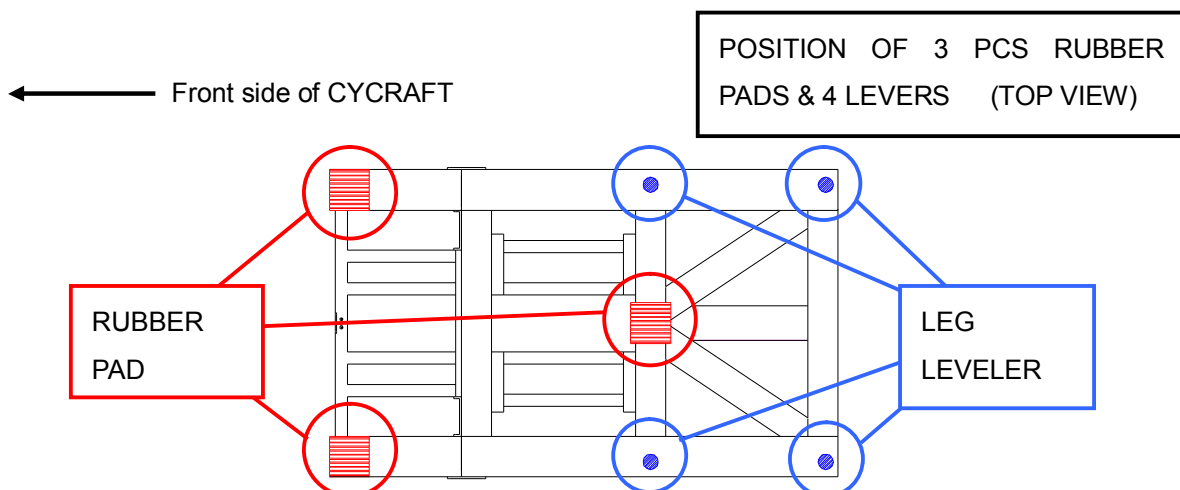 POSITION OF 3 PCS RUBBER
PADS & 4 LEVERS (TOP VIEW)
Front side of CYCRAFT
RUBBER
PAD
LEG
LEVELER